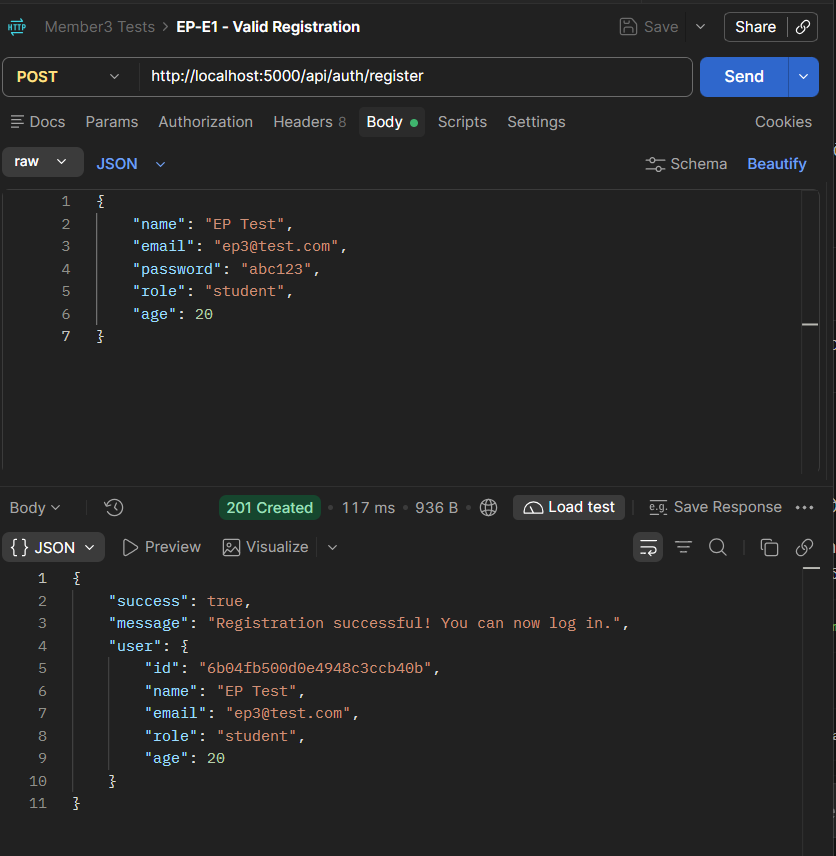 HTTP Member3 Tests > EP-E1 - Valid Registration Save Share
POST http://localhost:5000/api/auth/register Send
Docs Params Authorization Headers 8 Body Scripts Settings Cookies
raw JSON Schema Beautify
1 {
2 "name": "EP Test",
3 "email": "ep3@test.com",
4 "password": "abc123",
5 "role": "student",
6 "age": 20
7 }
Body 201 Created • 117 ms • 936 B • Load test e.g. Save Response
{} JSON Preview Visualize
1 {
2 "success": true,
3 "message": "Registration successful! You can now log in.",
4 "user": {
5 "id": "6b04fb500d0e4948c3ccb40b",
6 "name": "EP Test",
7 "email": "ep3@test.com",
8 "role": "student",
9 "age": 20
10 }
11 }